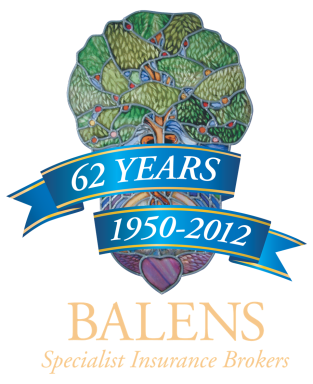 62 YEARS
1950-2012
BALENS
Specialist Insurance Brokers